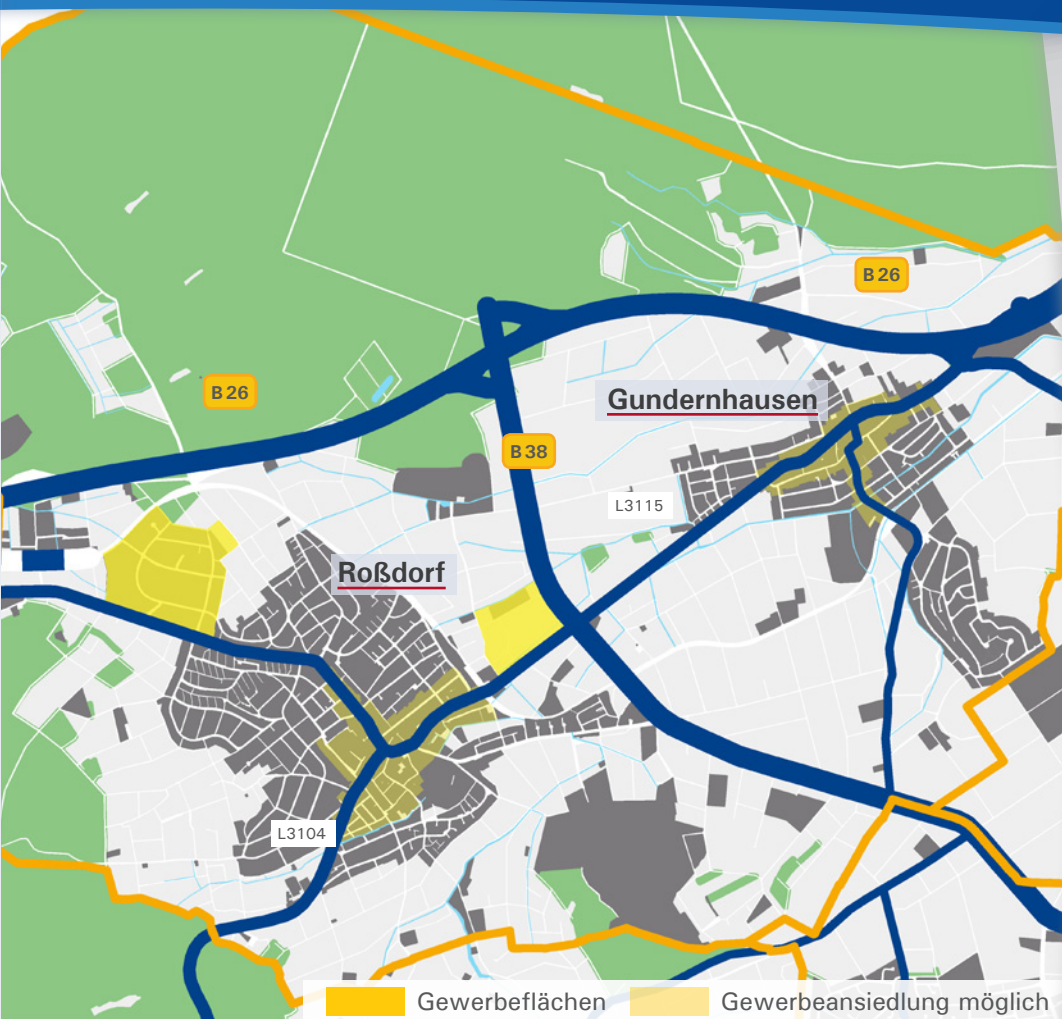 B 26
B 26
Gundernhausen
B 38
L3115
Roßdorf
L3104
Gewerbeflächen
Gewerbeansiedlung möglich